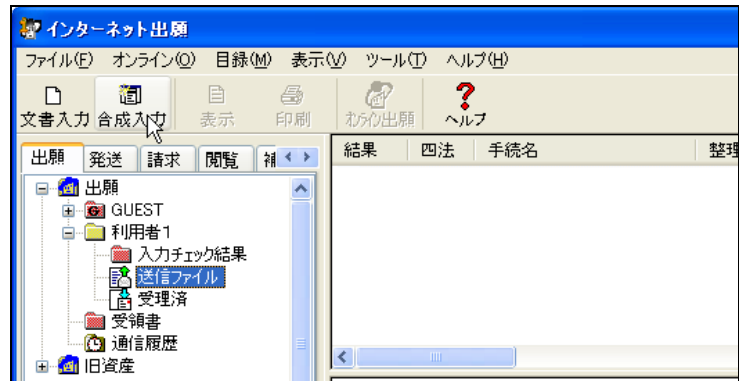 インターネット出願
ファイル(F) オンライン(O) 目録(M) 表示(V) ツール(T) ヘルプ(H)
文書入力 合成入力 表示 印刷 オンライン出願 ヘルプ
出願 発送 請求 閲覧 補
結果 四法 手続名 整理
出願
GUEST
利用者1
入力チェック結果
送信ファイル
受理済
受領書
通信履歴
旧資産